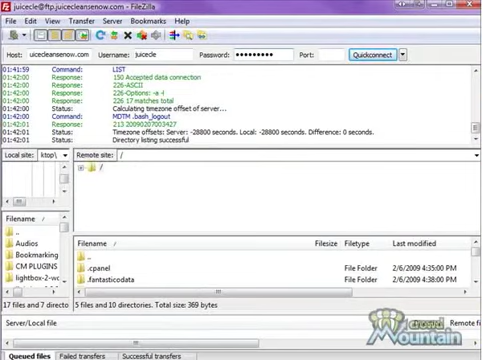 juicecle@ftp.juicecleansenow.com - FileZilla
File Edit View Transfer Server Bookmarks Help
Host: uicecleansenow.com Username: juicecle Password: ●●●●●●●●● Port: Quickconnect
01:41:59 Command: LIST
01:42:00 Response: 150 Accepted data connection
01:42:00 Response: 226-ASCII
01:42:00 Response: 226-Options: -a -l
01:42:00 Response: 226 17 matches total
01:42:00 Status: Calculating timezone offset of server...
01:42:00 Command: MDTM .bash_logout
01:42:01 Response: 213 20090207003427
01:42:01 Status: Timezone offsets: Server: -28800 seconds. Local: -28800 seconds. Difference: 0 seconds.
01:42:01 Status: Directory listing successful
Local site: ktop\ Remote site: /
/
Filename / Filename / Filesize Filetype Last modified
.. ..
Audios .cpanel File Folder 2/6/2009 4:35:00 PM
Bookmarking
CM PLUGINS .fantasticodata File Folder 2/6/2009 4:38:00 PM
lightbox-2-wo
17 files and 7 directo 5 files and 10 directories. Total size: 369 bytes
Server/Local file Remote fi
crowd
Mountain
Queued files Failed transfers Successful transfers